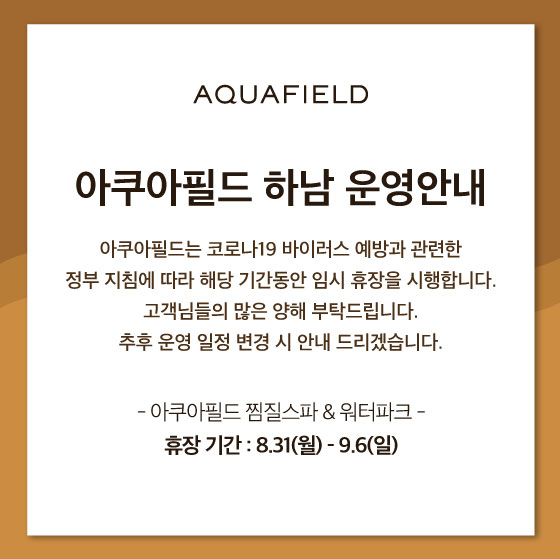 AQUAFIELD
아쿠아필드 하남 운영안내
아쿠아필드는 코로나19 바이러스 예방과 관련한
정부 지침에 따라 해당 기간동안 임시 휴장을 시행합니다.
고객님들의 많은 양해 부탁드립니다.
추후 운영 일정 변경 시 안내 드리겠습니다.
- 아쿠아필드 찜질스파 & 워터파크 -
휴장 기간 : 8.31(월) - 9.6(일)